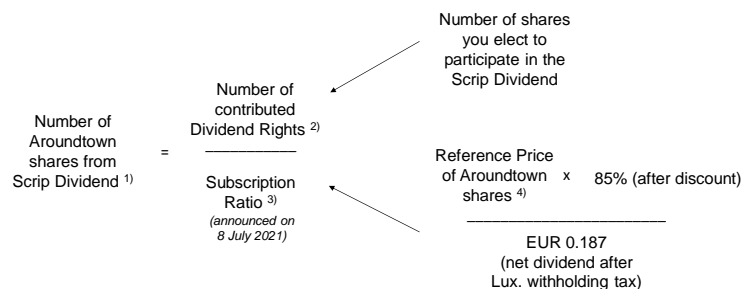 Number of shares
you elect to
participate in the
Scrip Dividend
Number of
contributed
Dividend Rights 2)
Number of
Aroundtown
shares from
Scrip Dividend 1)
=
Subscription
Ratio 3)
(announced on
8 July 2021)
Reference Price
of Aroundtown
shares 4)
x 85% (after discount)
EUR 0.187
(net dividend after
Lux. withholding tax)